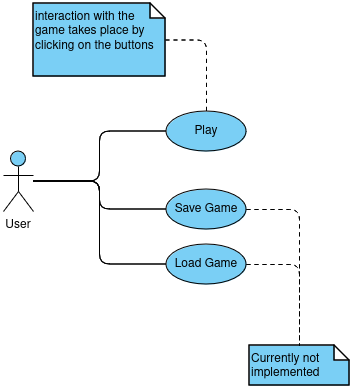 interaction with the
game takes place by
clicking on the buttons
Play
User
Save Game
Load Game
Currently not
implemented